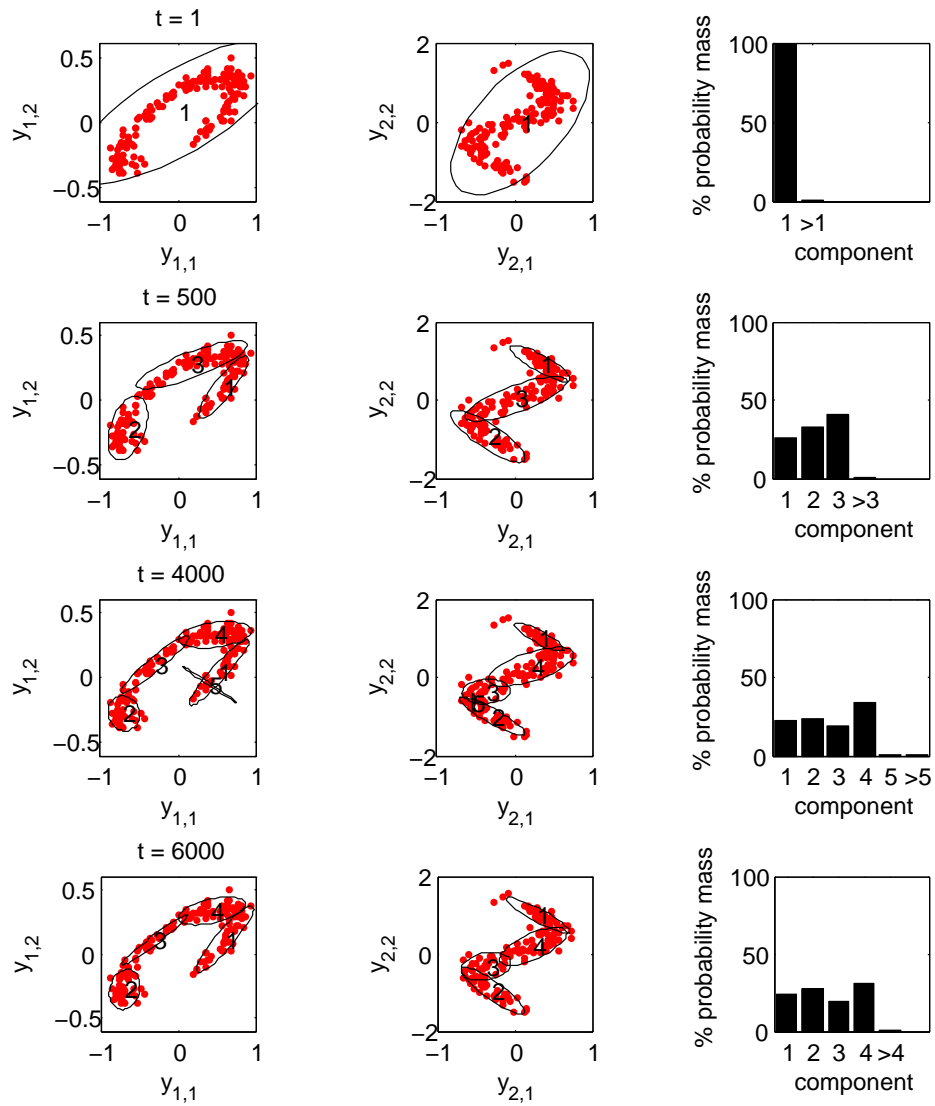 t = 1
0.5
0
−0.5
−1 0 1
y1,2
y1,1
1
2
0
−2
−1 0 1
y2,2
y2,1
1
100
50
0
% probability mass
1 >1
component
t = 500
0.5
0
−0.5
−1 0 1
y1,2
y1,1
3
1
2
2
0
−2
−1 0 1
y2,2
y2,1
1
3
2
100
50
0
% probability mass
1 2 3 >3
component
t = 4000
0.5
0
−0.5
−1 0 1
y1,2
y1,1
4
3
1
5
2
2
0
−2
−1 0 1
y2,2
y2,1
1
4
3
5
2
100
50
0
% probability mass
1 2 3 4 5 >5
component
t = 6000
0.5
0
−0.5
−1 0 1
y1,2
y1,1
4
3
1
2
2
0
−2
−1 0 1
y2,2
y2,1
1
4
3
2
100
50
0
% probability mass
1 2 3 4 >4
component